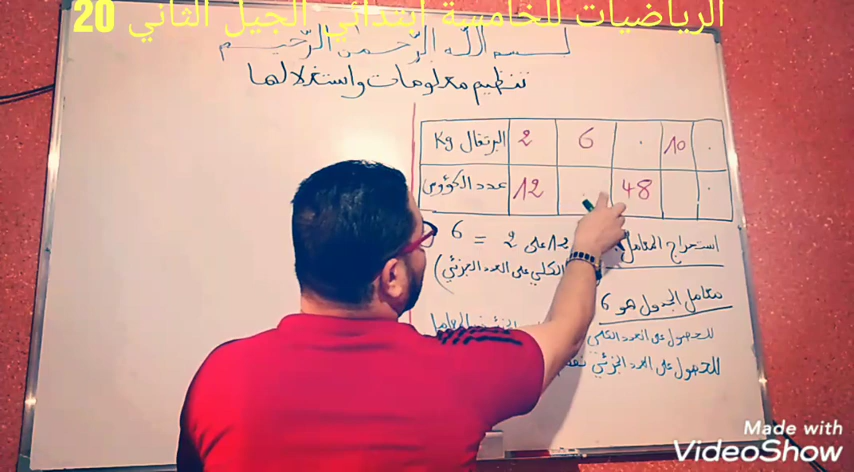 الرياضيات للخامسة ابتدائي الجيل الثاني 20
بسم الله الرحمن الرحيم
تنظيم معلومات واستغلالها
البرتقال Kg 2 6 . 10 .
عدد الكؤوس 12 48 .
استخراج المعامل 12 على 2 = 6
الكلي على العدد الجزئي)
معامل الجدول هو 6
للحصول على العدد الكلي المعامل
للحصول على العدد الجزئي
Made with
VideoShow